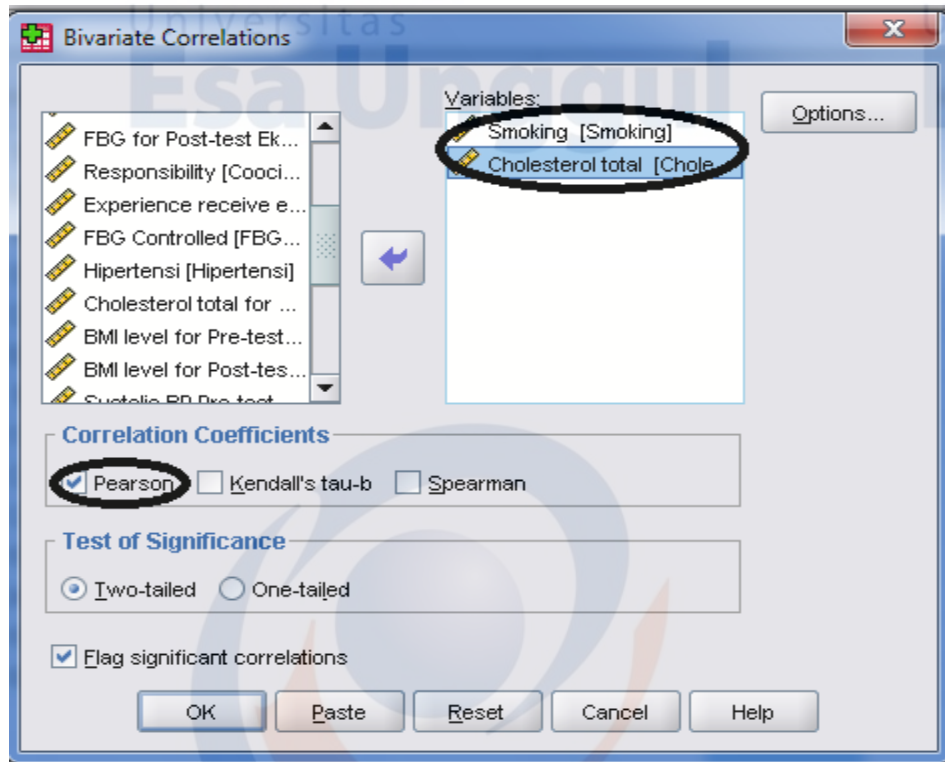 Universitas
Esa Unggul
Bivariate Correlations
Variables:
FBG for Post-test Ek...
Responsibility [Cooci...
Experience receive e...
FBG Controlled [FBG...
Hipertensi [Hipertensi]
Cholesterol total for ...
BMI level for Pre-test...
BMI level for Post-tes...
Smoking [Smoking]
Cholesterol total [Chole
Options...
Correlation Coefficients
Pearson Kendall's tau-b Spearman
Test of Significance
Two-tailed One-tailed
Flag significant correlations
OK Paste Reset Cancel Help